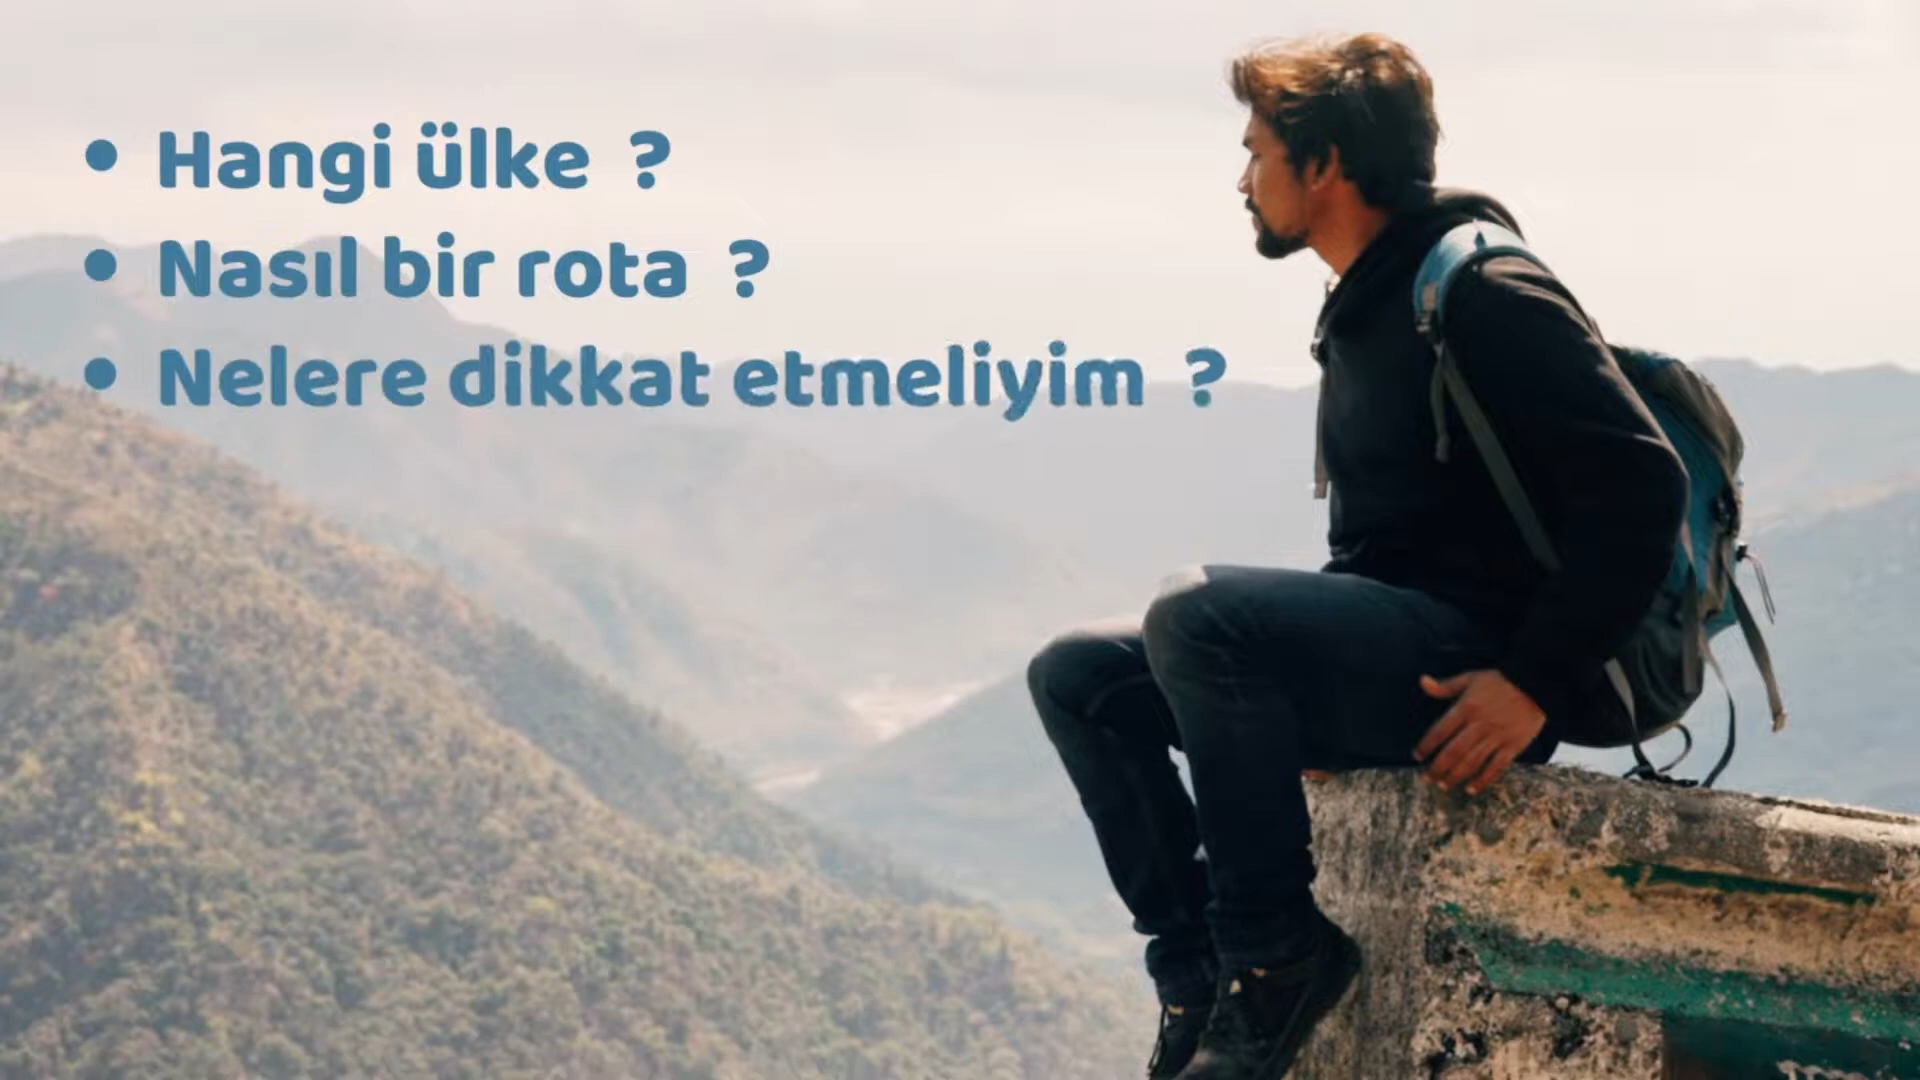 • Hangi ülke ?
• Nasıl bir rota ?
• Nelere dikkat etmeliyim ?